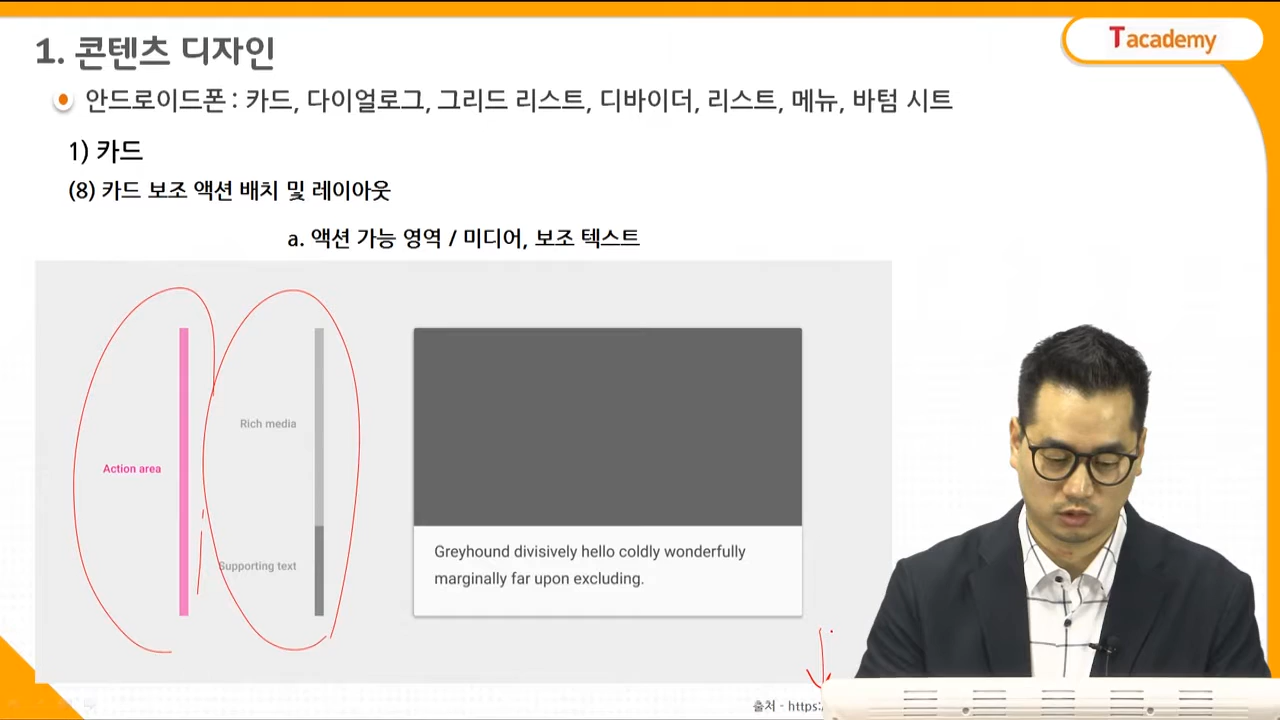 1. 콘텐츠 디자인
Tacademy
안드로이드폰 : 카드, 다이얼로그, 그리드 리스트, 디바이더, 리스트, 메뉴, 바텀 시트
1) 카드
(8) 카드 보조 액션 배치 및 레이아웃
a. 액션 가능 영역 / 미디어, 보조 텍스트
Rich media
Action area
Supporting text
Greyhound divisively hello coldly wonderfully
marginally far upon excluding.
출처 - https: